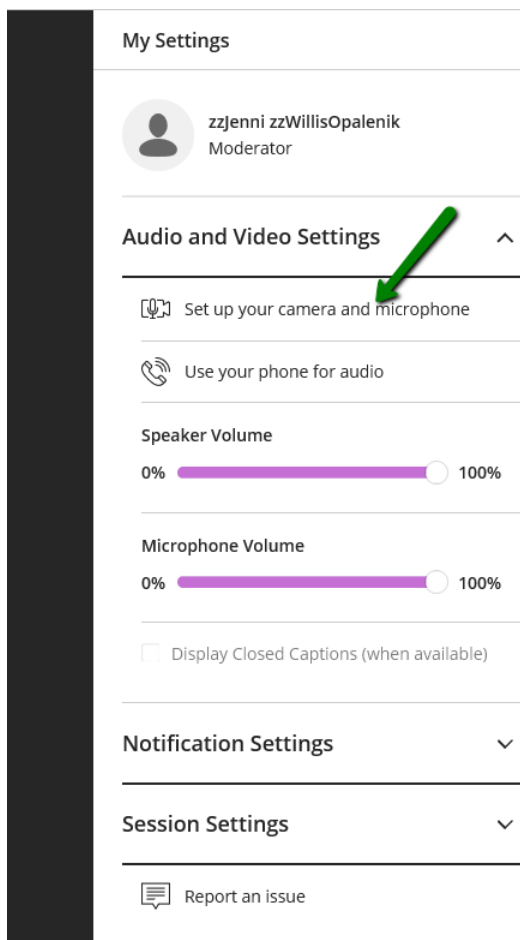 My Settings
zzJenni zzWillisOpalenik
Moderator
Audio and Video Settings
Set up your camera and microphone
Use your phone for audio
Speaker Volume
0% 100%
Microphone Volume
0% 100%
Display Closed Captions (when available)
Notification Settings
Session Settings
Report an issue